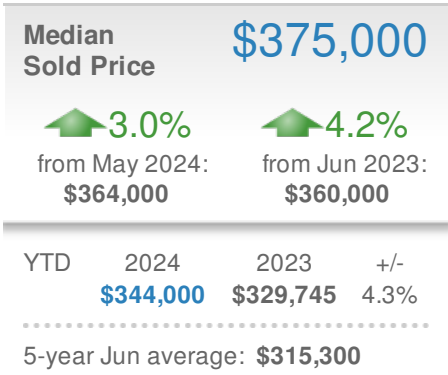 Median $375,000
Sold Price
3.0% 4.2%
from May 2024: from Jun 2023:
$364,000 $360,000
YTD 2024 2023 +/-
$344,000 $329,745 4.3%
5-year Jun average: $315,300